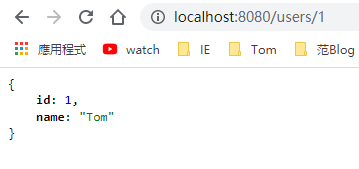 localhost:8080/users/1
應用程式 watch IE Tom 范Blog
{
    id: 1,
    name: "Tom"
}